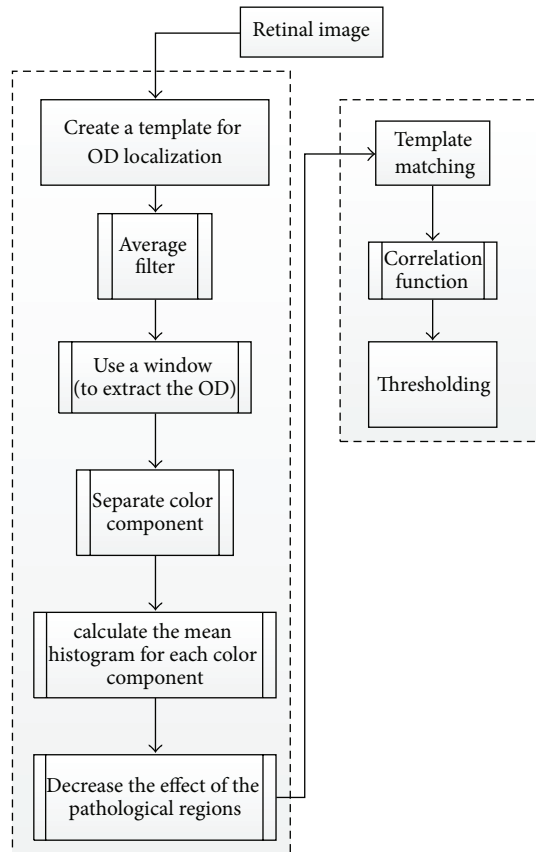 Retinal image
Create a template for
OD localization
Average
filter
Use a window
(to extract the OD)
Separate color
component
calculate the mean
histogram for each color
component
Decrease the effect of the
pathological regions
Template
matching
Correlation
function
Thresholding